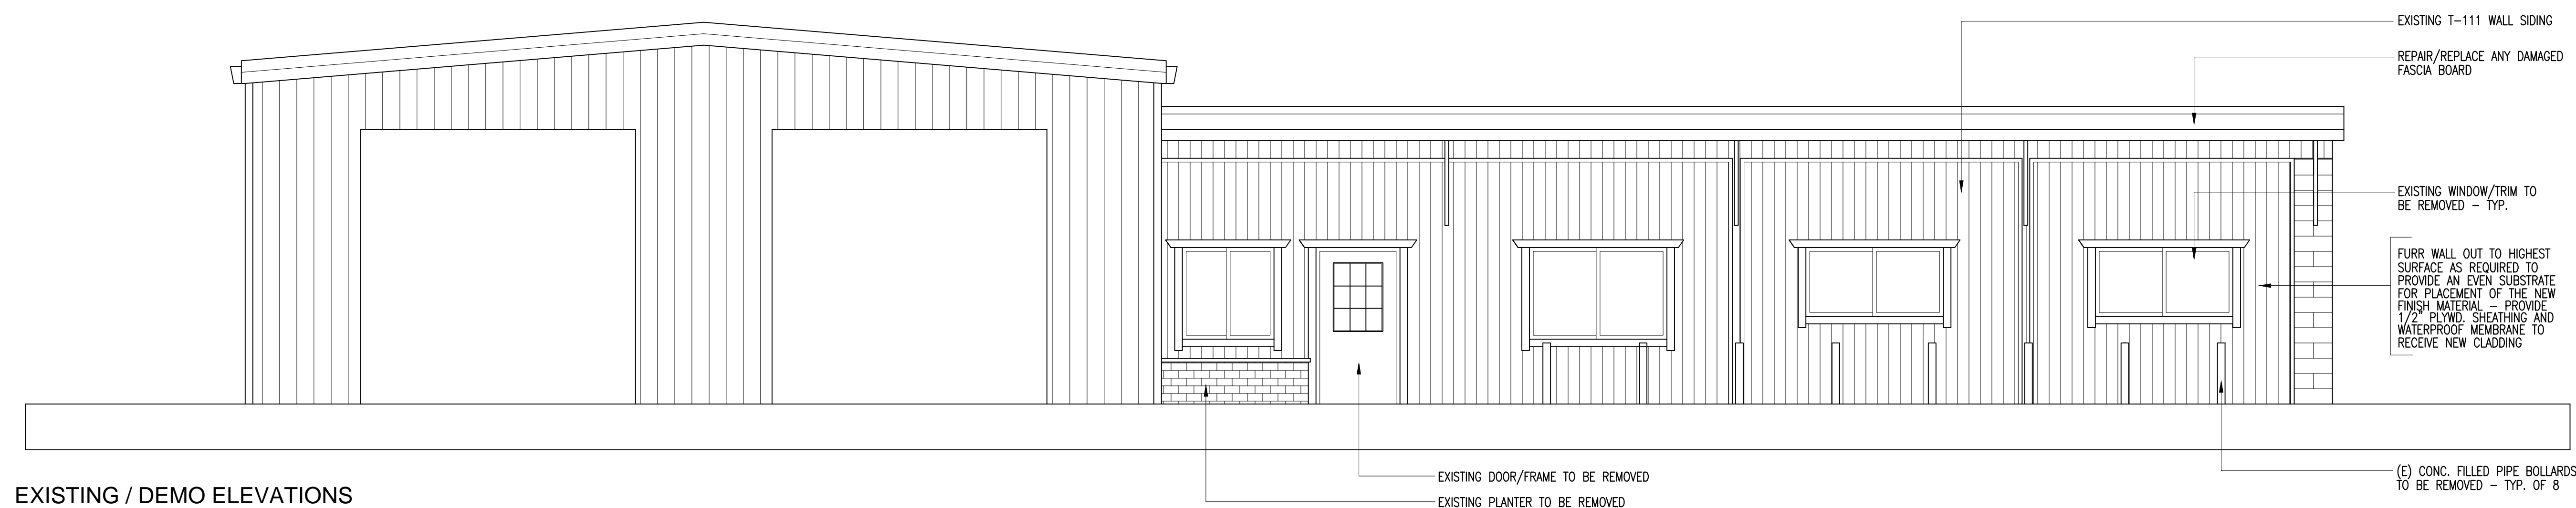 EXISTING T-111 WALL SIDING
REPAIR/REPLACE ANY DAMAGED
FASCIA BOARD
EXISTING WINDOW/TRIM TO
BE REMOVED - TYP.
FURR WALL OUT TO HIGHEST
SURFACE AS REQUIRED TO
PROVIDE AN EVEN SUBSTRATE
FOR PLACEMENT OF THE NEW
FINISH MATERIAL - PROVIDE
1/2" PLYWD. SHEATHING AND
WATERPROOF MEMBRANE TO
RECEIVE NEW CLADDING
(E) CONC. FILLED PIPE BOLLARDS
TO BE REMOVED - TYP. OF 8
EXISTING DOOR/FRAME TO BE REMOVED
EXISTING PLANTER TO BE REMOVED
EXISTING / DEMO ELEVATIONS